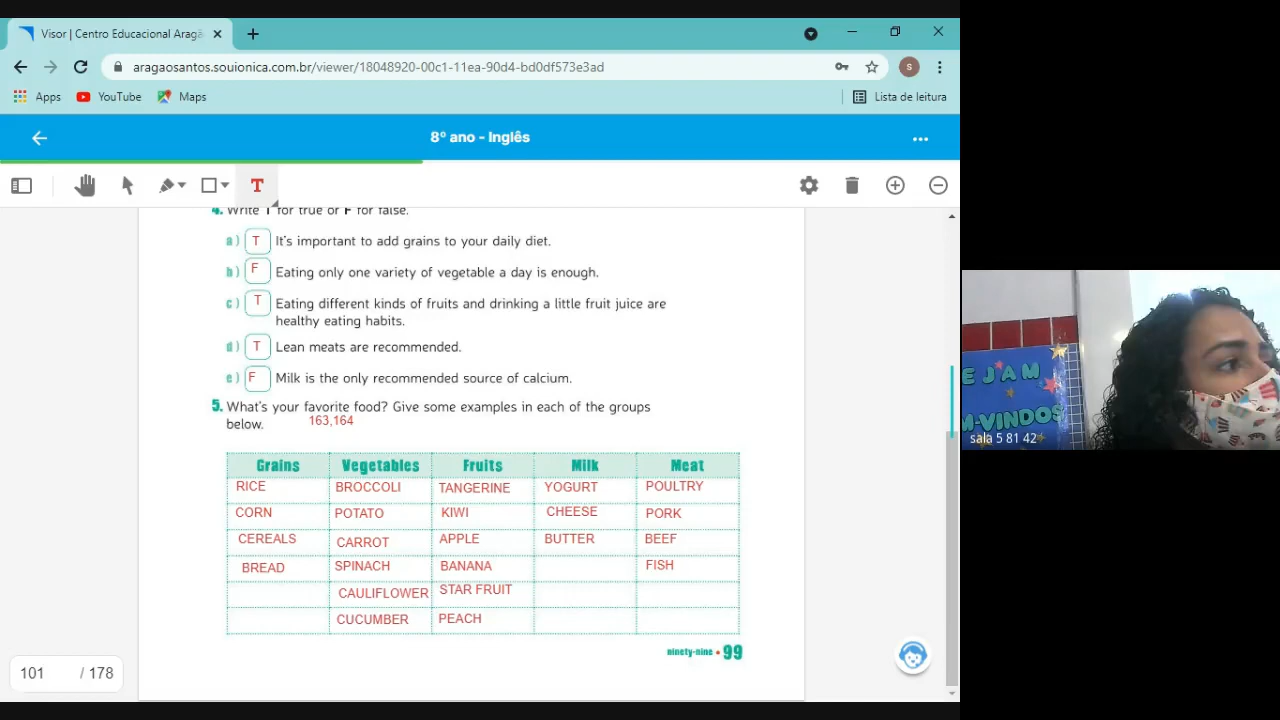 Visor | Centro Educacional Aragã
aragaosantos.souionica.com.br/viewer/18048920-00c1-11ea-90d4-bd0df573e3ad
S
Apps YouTube Maps Lista de leitura
8º ano - Inglês
T
4. Write T for true or F for false.
a) T It's important to add grains to your daily diet.
b) F Eating only one variety of vegetable a day is enough.
c) T Eating different kinds of fruits and drinking a little fruit juice are
healthy eating habits.
d) T Lean meats are recommended.
e) F Milk is the only recommended source of calcium.
5. What's your favorite food? Give some examples in each of the groups
below. 163,164
Grains Vegetables Fruits Milk Meat
RICE BROCCOLI TANGERINE YOGURT POULTRY
CORN POTATO KIWI CHEESE PORK
CEREALS CARROT APPLE BUTTER BEEF
BREAD SPINACH BANANA FISH
CAULIFLOWER STAR FRUIT
CUCUMBER PEACH
ninety-nine • 99
101 / 178
EJAM
M-VINDOS
sala 5 81 42